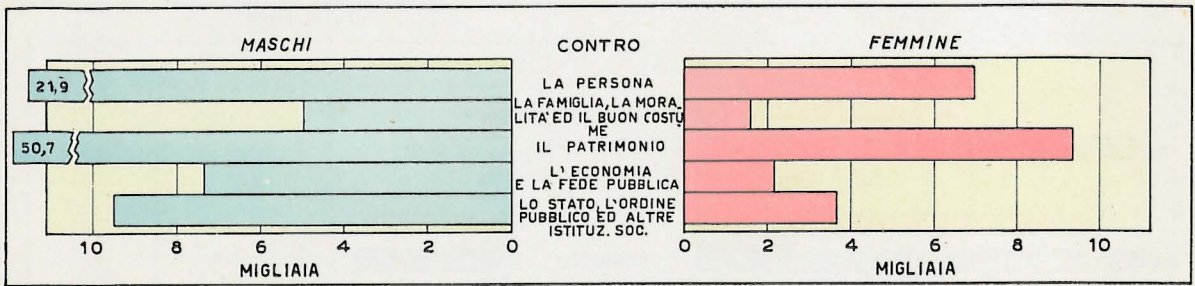 MASCHI
CONTRO
FEMMINE
21,9
LA PERSONA
LA FAMIGLIA, LA MORA-
LITA' ED IL BUON COSTU
ME
50,7
IL PATRIMONIO
L'ECONOMIA
E LA FEDE PUBBLICA
LO STATO, L'ORDINE
PUBBLICO ED ALTRE
ISTITUZ. SOC.
10 8 6 4 2 0
0 2 4 6 8 10
MIGLIAIA
MIGLIAIA